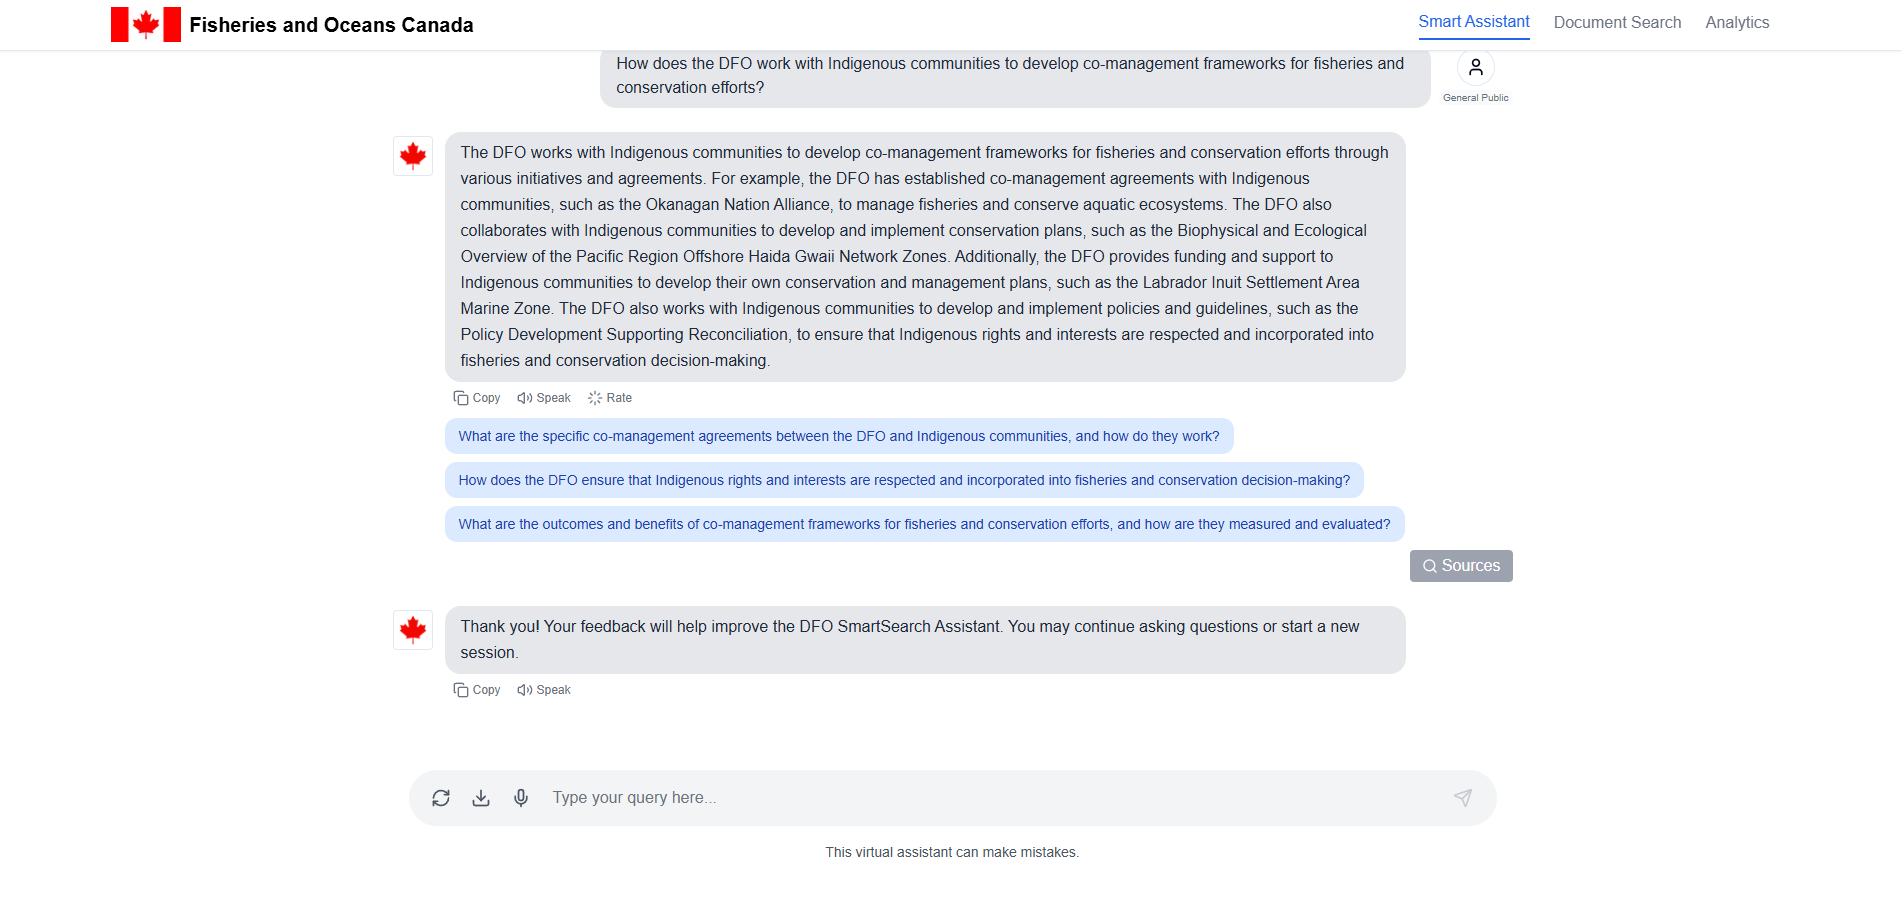 Fisheries and Oceans Canada
Smart Assistant
Document Search
Analytics
How does the DFO work with Indigenous communities to develop co-management frameworks for fisheries and
conservation efforts?
General Public
The DFO works with Indigenous communities to develop co-management frameworks for fisheries and conservation efforts through
various initiatives and agreements. For example, the DFO has established co-management agreements with Indigenous
communities, such as the Okanagan Nation Alliance, to manage fisheries and conserve aquatic ecosystems. The DFO also
collaborates with Indigenous communities to develop and implement conservation plans, such as the Biophysical and Ecological
Overview of the Pacific Region Offshore Haida Gwaii Network Zones. Additionally, the DFO provides funding and support to
Indigenous communities to develop their own conservation and management plans, such as the Labrador Inuit Settlement Area
Marine Zone. The DFO also works with Indigenous communities to develop and implement policies and guidelines, such as the
Policy Development Supporting Reconciliation, to ensure that Indigenous rights and interests are respected and incorporated into
fisheries and conservation decision-making.
Copy
Speak
Rate
What are the specific co-management agreements between the DFO and Indigenous communities, and how do they work?
How does the DFO ensure that Indigenous rights and interests are respected and incorporated into fisheries and conservation decision-making?
What are the outcomes and benefits of co-management frameworks for fisheries and conservation efforts, and how are they measured and evaluated?
Sources
Thank you! Your feedback will help improve the DFO SmartSearch Assistant. You may continue asking questions or start a new
session.
Copy
Speak
Type your query here...
This virtual assistant can make mistakes.